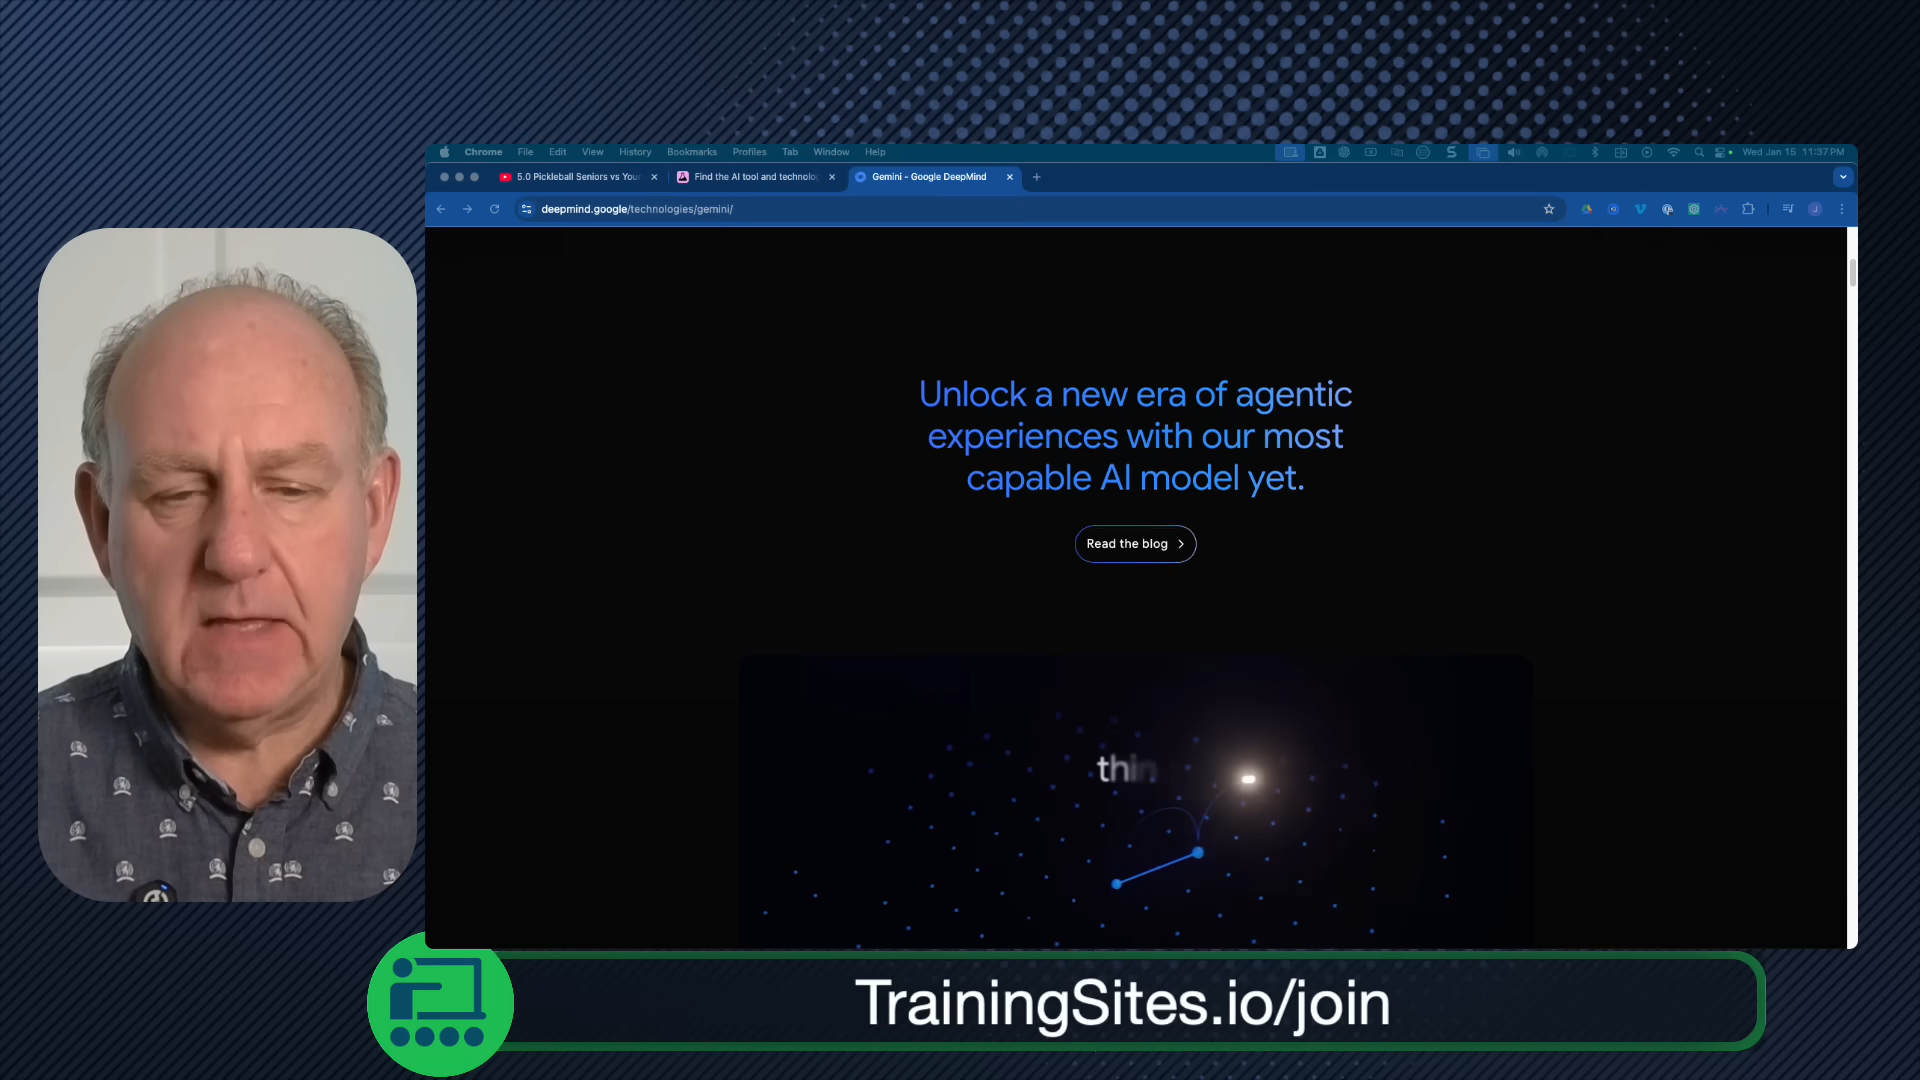 Chrome File Edit View History Bookmarks Profiles Tab Window Help
Wed Jan 15 11:37 PM
5.0 Pickleball Seniors vs Your
Find the AI tool and technolo
Gemini - Google DeepMind
deepmind.google/technologies/gemini/
Unlock a new era of agentic
experiences with our most
capable AI model yet.
Read the blog
thin
TrainingSites.io/join